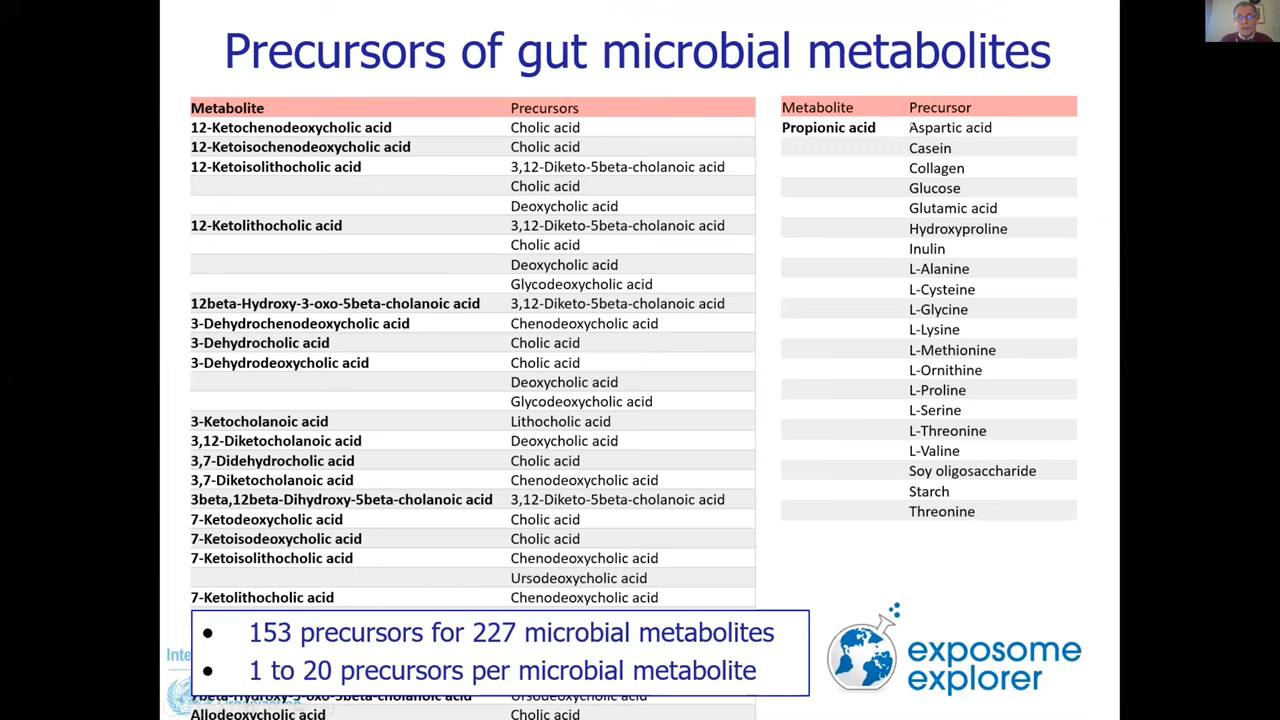 Precursors of gut microbial metabolites
Metabolite Precursors
12-Ketochenodeoxycholic acid Cholic acid
12-Ketoisochenodeoxycholic acid Cholic acid
12-Ketoisolithocholic acid 3,12-Diketo-5beta-cholanoic acid
Cholic acid
Deoxycholic acid
12-Ketolithocholic acid 3,12-Diketo-5beta-cholanoic acid
Cholic acid
Deoxycholic acid
Glycodeoxycholic acid
12beta-Hydroxy-3-oxo-5beta-cholanoic acid 3,12-Diketo-5beta-cholanoic acid
3-Dehydrochenodeoxycholic acid Chenodeoxycholic acid
3-Dehydrocholic acid Cholic acid
3-Dehydrodeoxycholic acid Cholic acid
Deoxycholic acid
Glycodeoxycholic acid
3-Ketocholanoic acid Lithocholic acid
3,12-Diketocholanoic acid Deoxycholic acid
3,7-Didehydrocholic acid Cholic acid
3,7-Diketocholanoic acid Chenodeoxycholic acid
3beta,12beta-Dihydroxy-5beta-cholanoic acid 3,12-Diketo-5beta-cholanoic acid
7-Ketodeoxycholic acid Cholic acid
7-Ketoisodeoxycholic acid Cholic acid
7-Ketoisolithocholic acid Chenodeoxycholic acid
Ursodeoxycholic acid
7-Ketolithocholic acid Chenodeoxycholic acid
• 153 precursors for 227 microbial metabolites
• 1 to 20 precursors per microbial metabolite
7beta-Hydroxy-3-oxo-5beta-cholanoic acid Ursodeoxycholic acid
Allodeoxycholic acid Cholic acid
Metabolite Precursor
Propionic acid Aspartic acid
Casein
Collagen
Glucose
Glutamic acid
Hydroxyproline
Inulin
L-Alanine
L-Cysteine
L-Glycine
L-Lysine
L-Methionine
L-Ornithine
L-Proline
L-Serine
L-Threonine
L-Valine
Soy oligosaccharide
Starch
Threonine
exposome
explorer